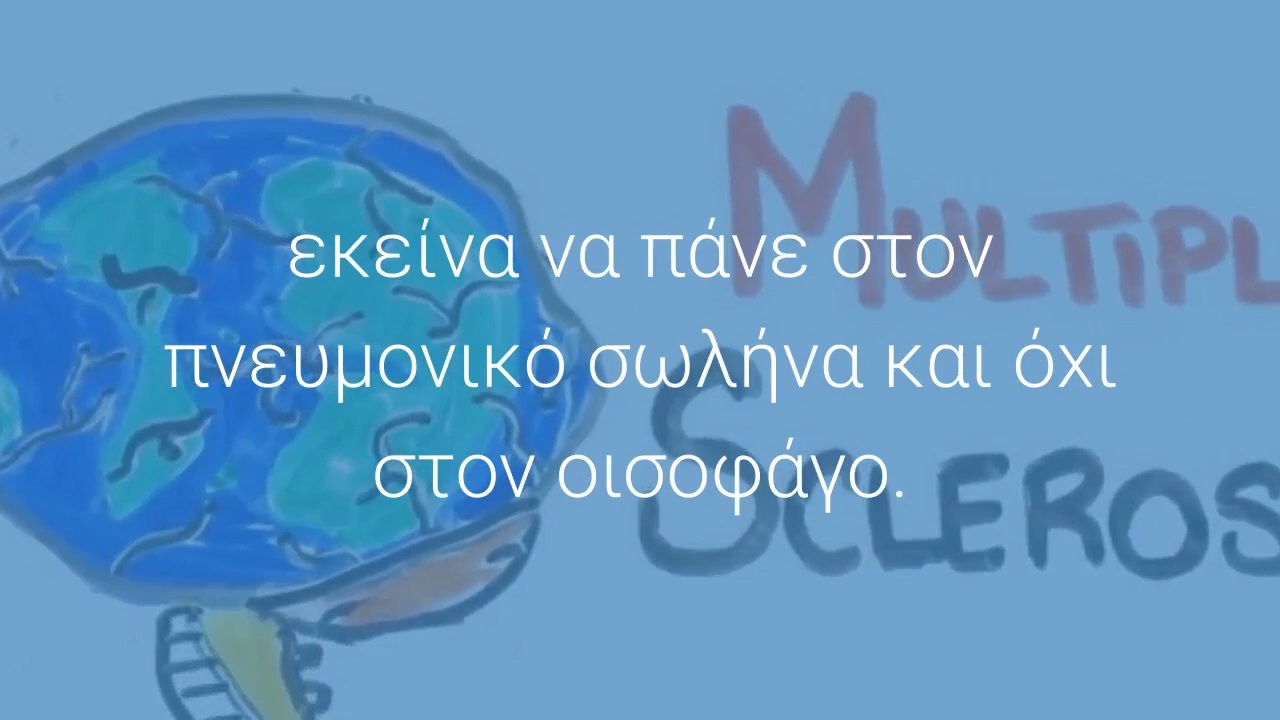 εκείνα να πάνε στον
πνευμονικό σωλήνα και όχι
στον οισοφάγο.
MULTIPL
SCLEROS